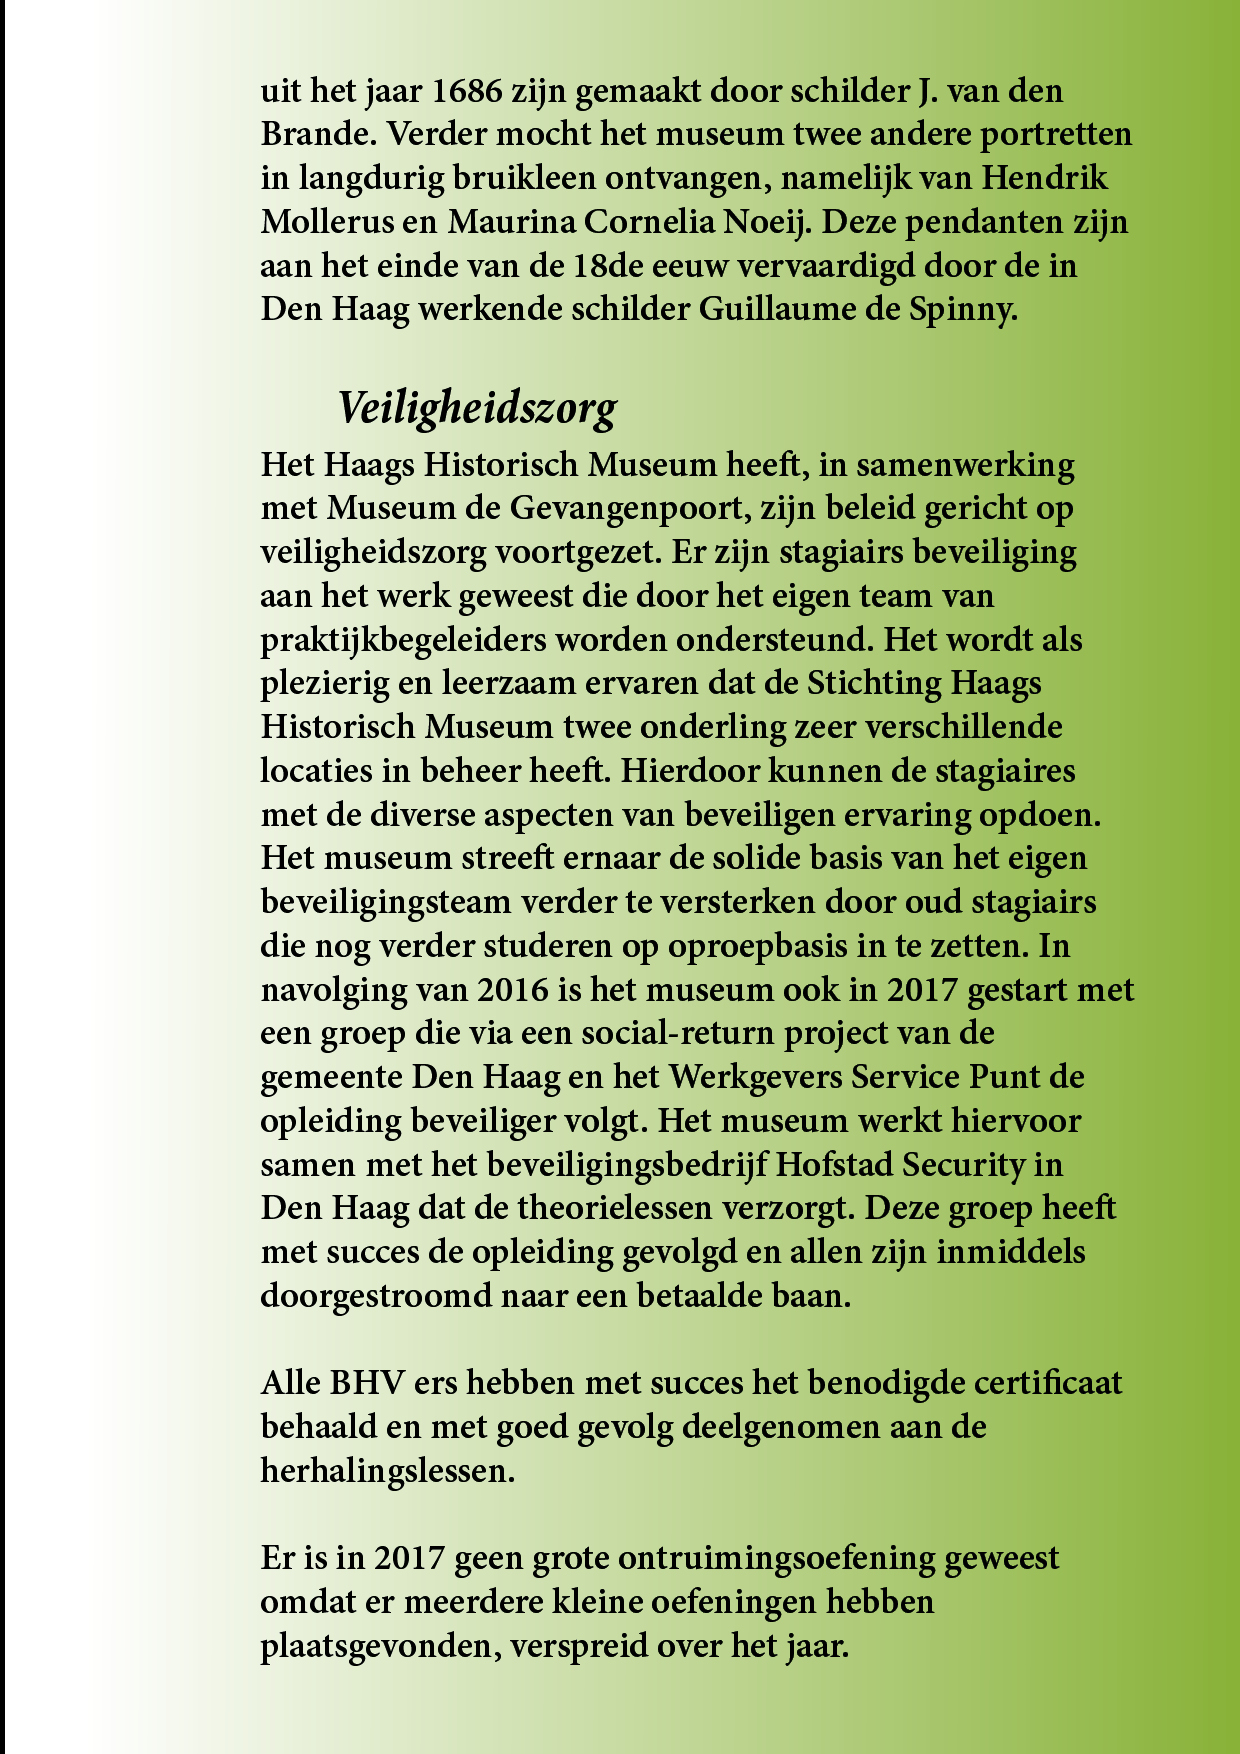 uit het jaar 1686 zijn gemaakt door schilder J. van den
Brande. Verder mocht het museum twee andere portretten
in langdurig bruikleen ontvangen, namelijk van Hendrik
Mollerus en Maurina Cornelia Noeij. Deze pendanten zijn
aan het einde van de 18de eeuw vervaardigd door de in
Den Haag werkende schilder Guillaume de Spinny.
Veiligheidszorg
Het Haags Historisch Museum heeft, in samenwerking
met Museum de Gevangenpoort, zijn beleid gericht op
veiligheidszorg voortgezet. Er zijn stagiairs beveiliging
aan het werk geweest die door het eigen team van
praktijkbegeleiders worden ondersteund. Het wordt als
plezierig en leerzaam ervaren dat de Stichting Haags
Historisch Museum twee onderling zeer verschillende
locaties in beheer heeft. Hierdoor kunnen de stagiaires
met de diverse aspecten van beveiligen ervaring opdoen.
Het museum streeft ernaar de solide basis van het eigen
beveiligingsteam verder te versterken door oud stagiairs
die nog verder studeren op oproepbasis in te zetten. In
navolging van 2016 is het museum ook in 2017 gestart met
een groep die via een social-return project van de
gemeente Den Haag en het Werkgevers Service Punt de
opleiding beveiliger volgt. Het museum werkt hiervoor
samen met het beveiligingsbedrijf Hofstad Security in
Den Haag dat de theorielessen verzorgt. Deze groep heeft
met succes de opleiding gevolgd en allen zijn inmiddels
doorgestroomd naar een betaalde baan.
Alle BHV ers hebben met succes het benodigde certificaat
behaald en met goed gevolg deelgenomen aan de
herhalingslessen.
Er is in 2017 geen grote ontruimingsoefening geweest
omdat er meerdere kleine oefeningen hebben
plaatsgevonden, verspreid over het jaar.